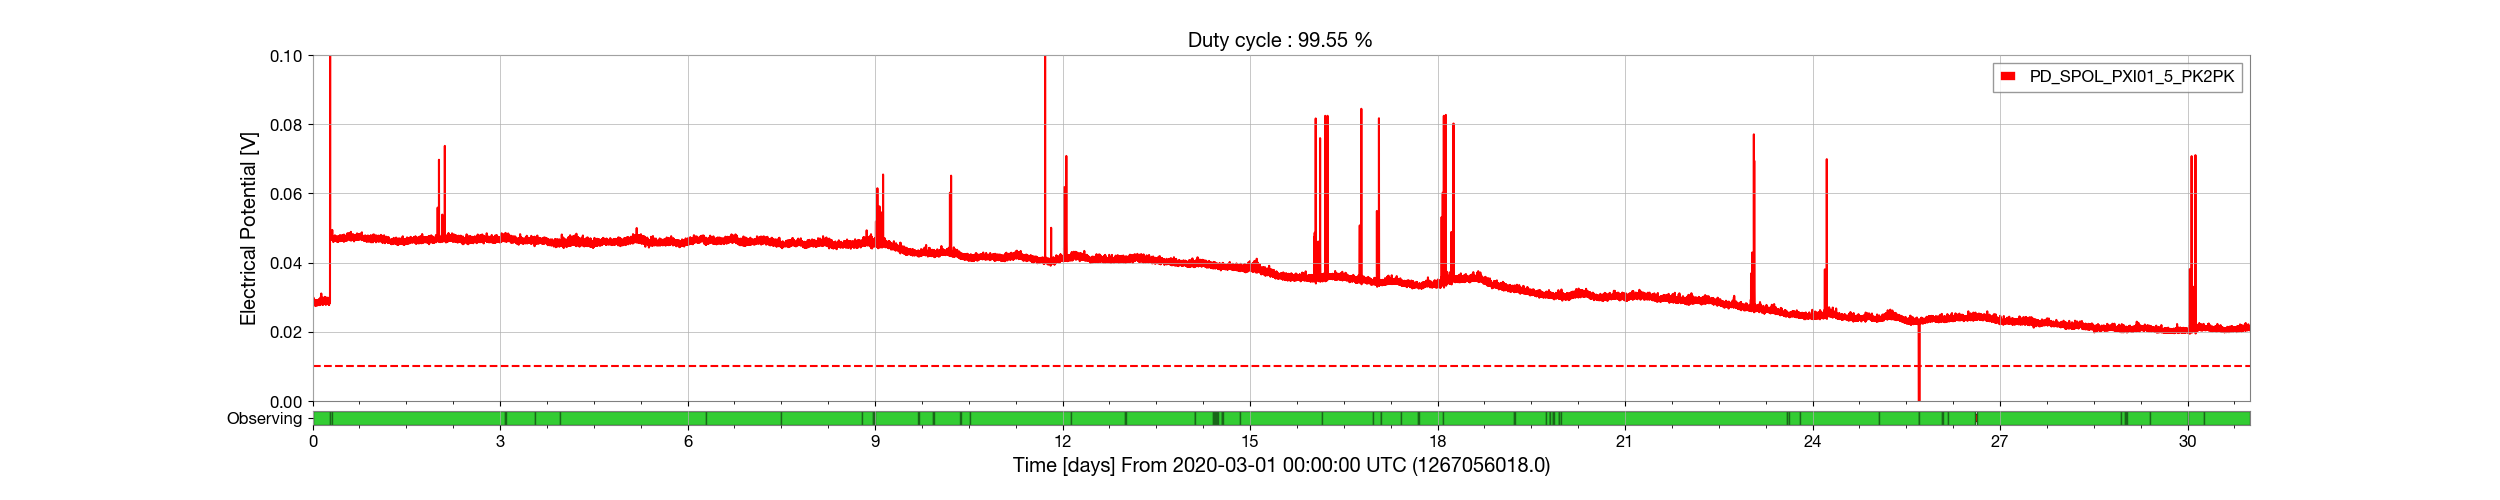 Duty cycle : 99.55 %
0.10
0.08
0.06
0.04
0.02
0.00
Electrical Potential [V]
PD_SPOL_PXI01_5_PK2PK
Observing
0 3 6 9 12 15 18 21 24 27 30
Time [days] From 2020-03-01 00:00:00 UTC (1267056018.0)